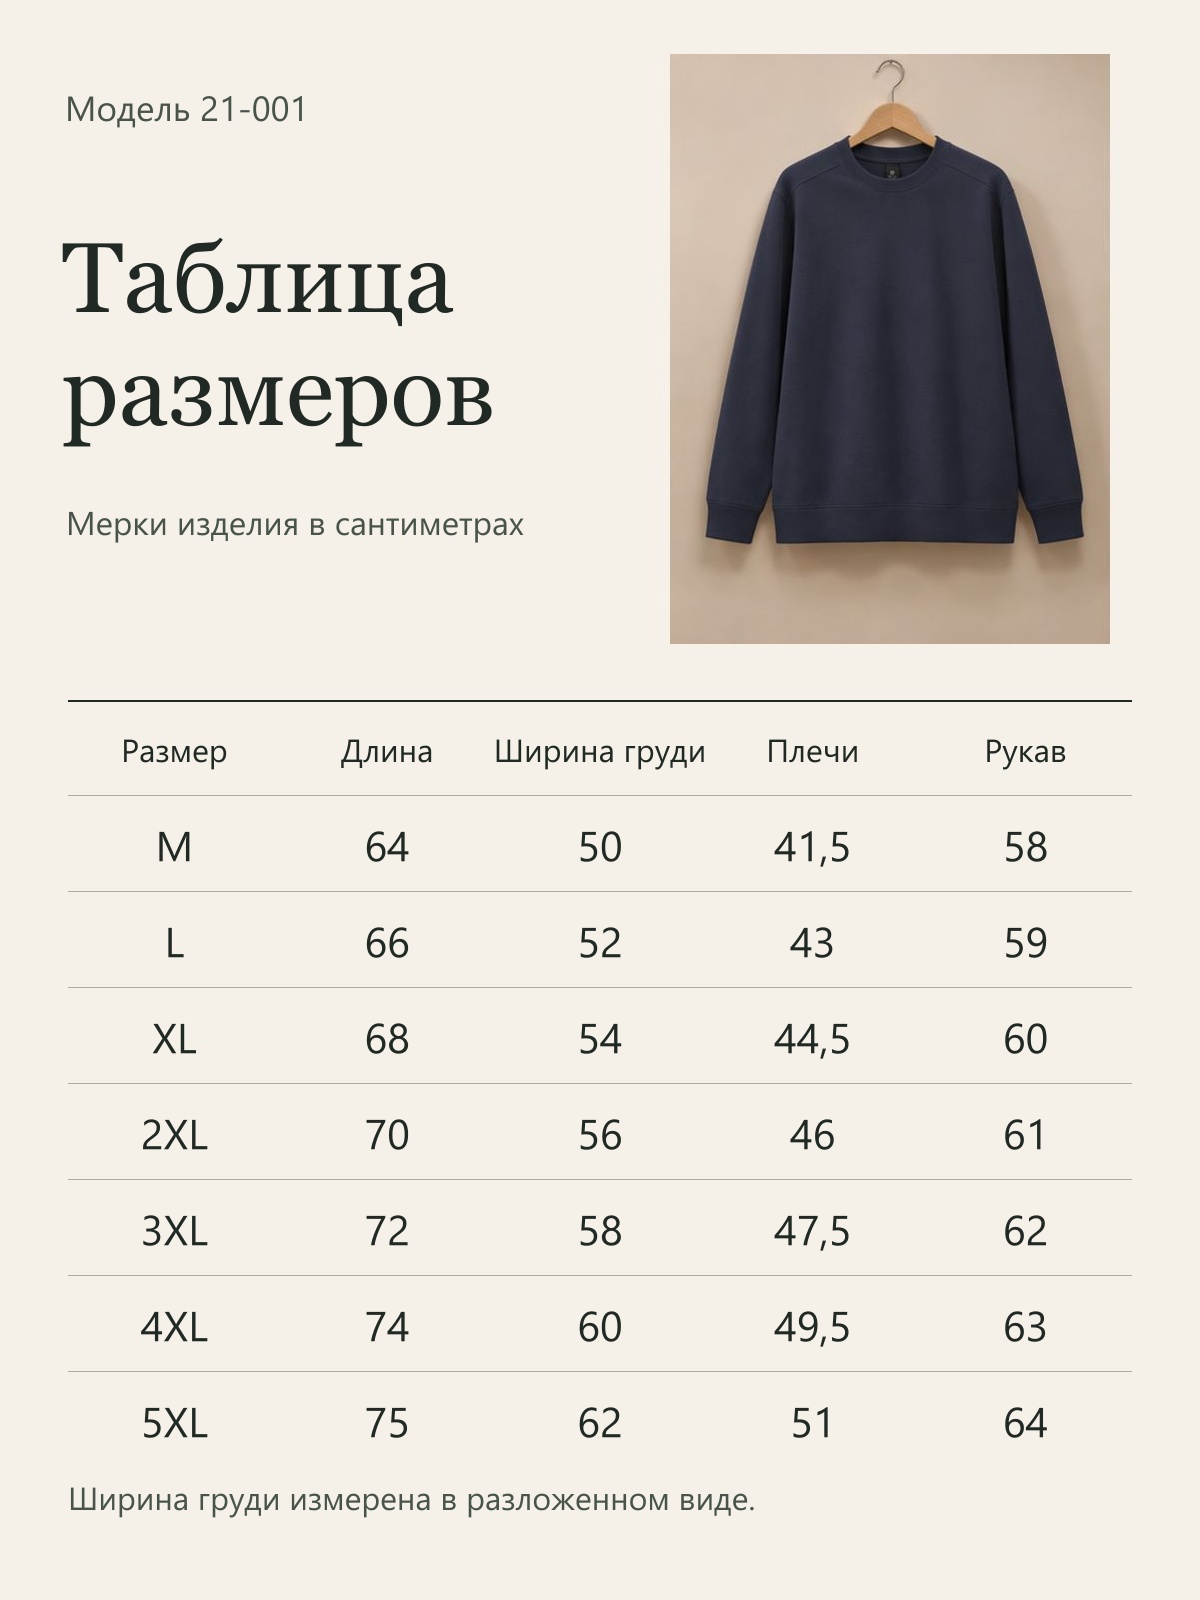 Модель 21-001
Таблица
размеров
Мерки изделия в сантиметрах
Размер Длина Ширина груди Плечи Рукав
M 64 50 41,5 58
L 66 52 43 59
XL 68 54 44,5 60
2XL 70 56 46 61
3XL 72 58 47,5 62
4XL 74 60 49,5 63
5XL 75 62 51 64
Ширина груди измерена в разложенном виде.